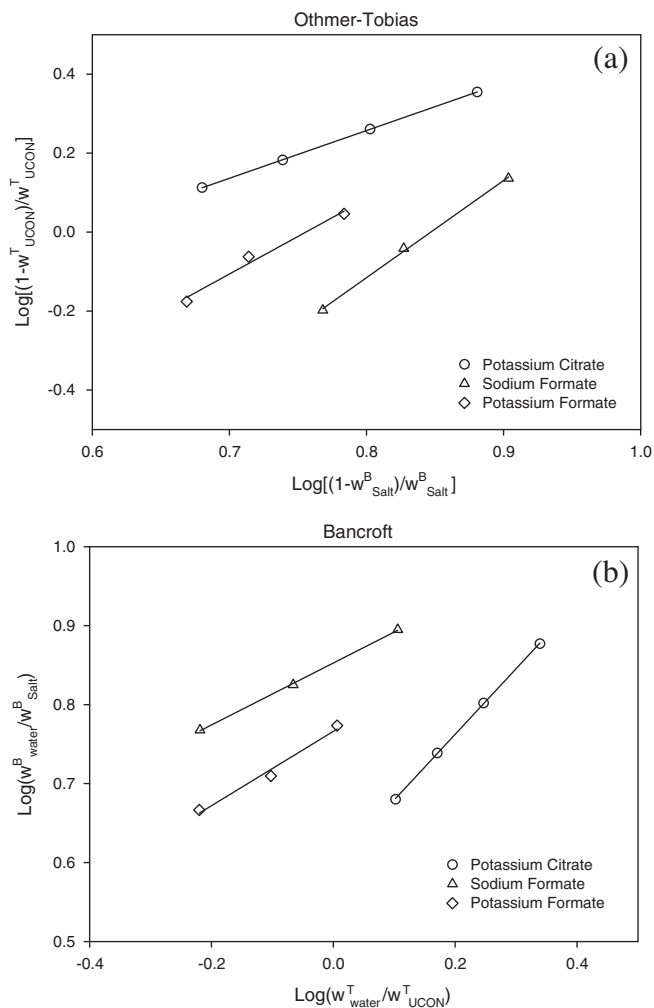 Othmer-Tobias
(a)
0.4
0.2
0.0
-0.2
-0.4
Log[(1-w^T_UCON)/w^T_UCON]
Potassium Citrate
Sodium Formate
Potassium Formate
0.6 0.7 0.8 0.9 1.0
Log[(1-w^B_Salt)/w^B_Salt]
Bancroft
(b)
1.0
0.9
0.8
0.7
0.6
0.5
Log(w^B_water/w^B_Salt)
Potassium Citrate
Sodium Formate
Potassium Formate
-0.4 -0.2 0.0 0.2 0.4
Log(w^T_water/w^T_UCON)